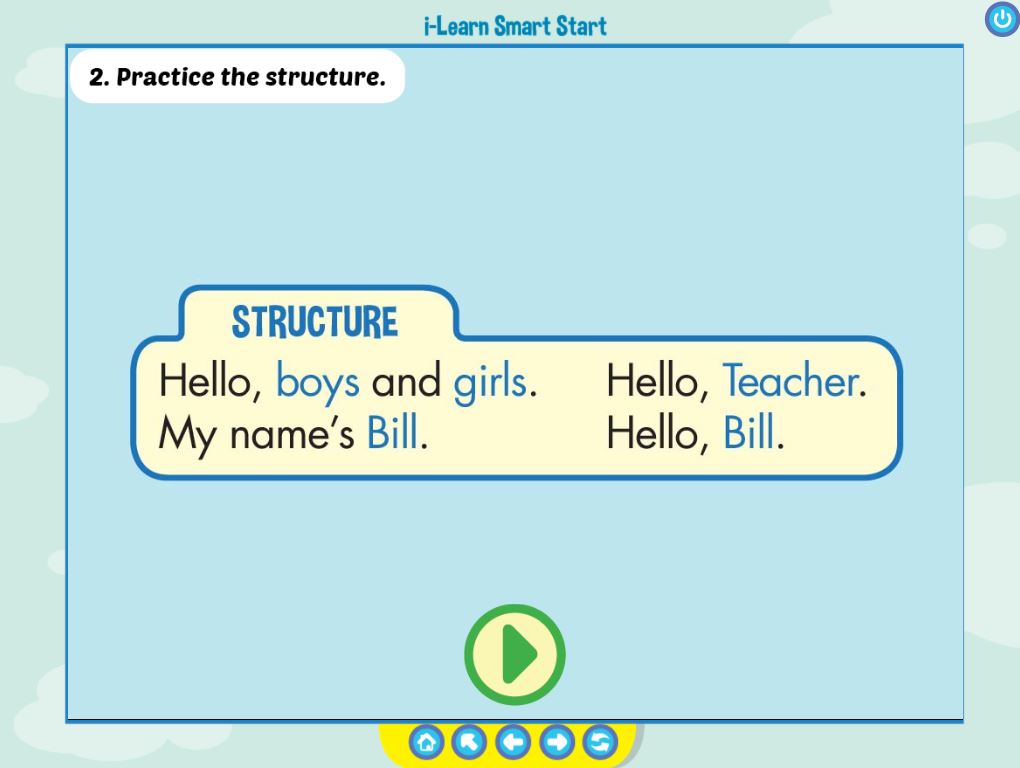 i-Learn Smart Start
2. Practice the structure.
STRUCTURE
Hello, boys and girls.
My name's Bill.
Hello, Teacher.
Hello, Bill.